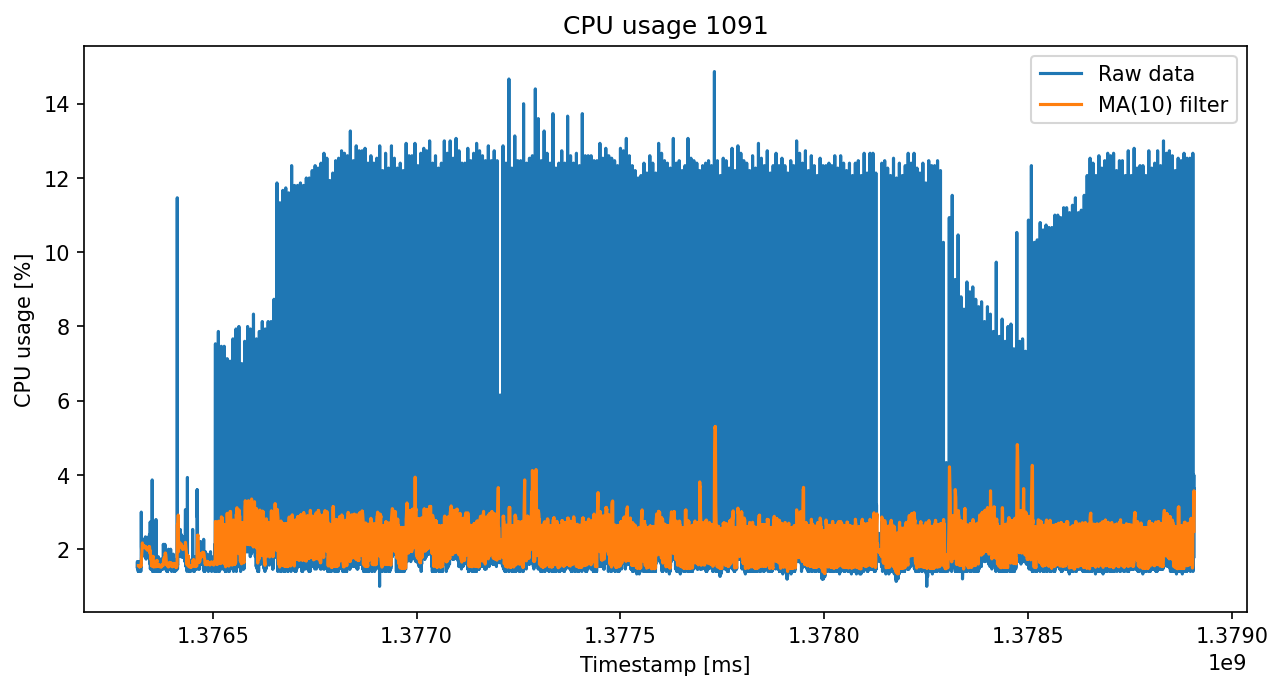 CPU usage 1091
Raw data
MA(10) filter
CPU usage [%]
14
12
10
8
6
4
2
1.3765
1.3770
1.3775
1.3780
1.3785
1.3790
1e9
Timestamp [ms]